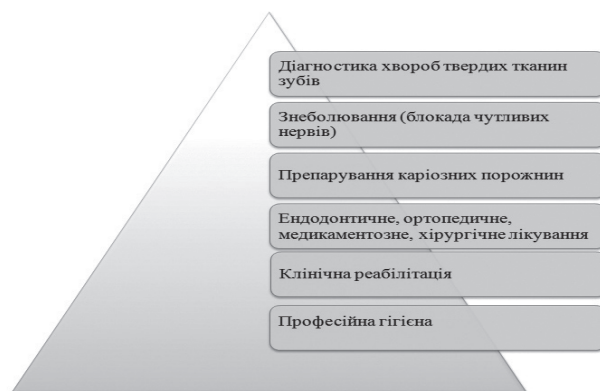 Діагностика хвороб твердих тканин
зубів
Знеболювання (блокада чутливих
нервів)
Препарування каріозних порожнин
Ендодонтичне, ортопедичне,
медикаментозне, хірургічне лікування
Клінічна реабілітація
Професійна гігієна